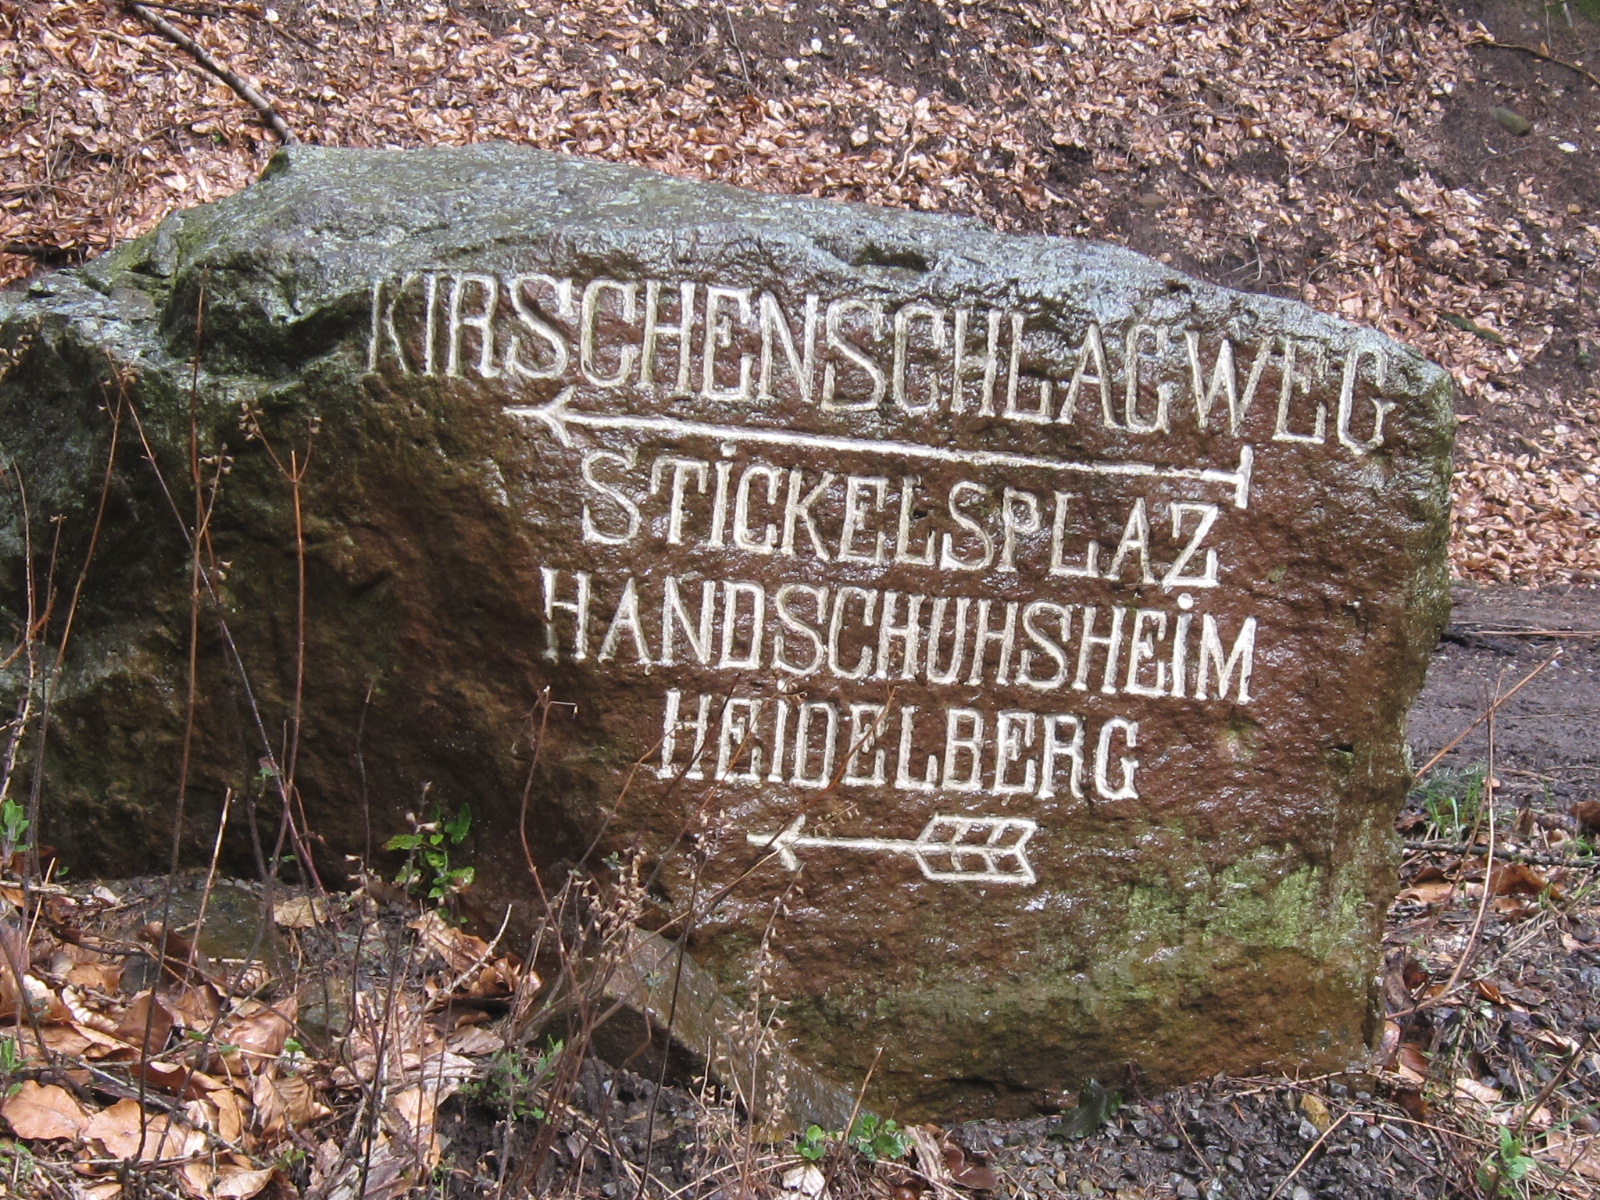 KIRSCHENSCHLAGWEG
STiCKELSPLAZ
HANDSCHUHSHEiM
HEiDELBERG